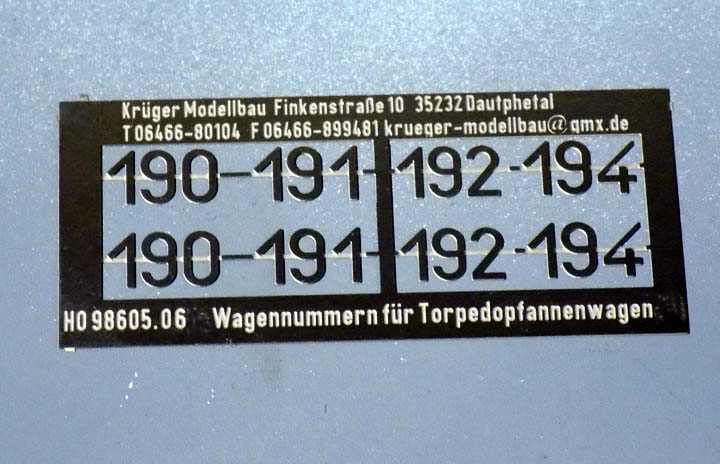 Krüger Modellbau Finkenstraße 10 35232 Dautphetal
T 06466-80104 F 06466-899481 krueger-modellbau@gmx.de
190-191-192-194
190-191-192-194
HO 98605.06 Wagennummern für Torpedopfannenwagen